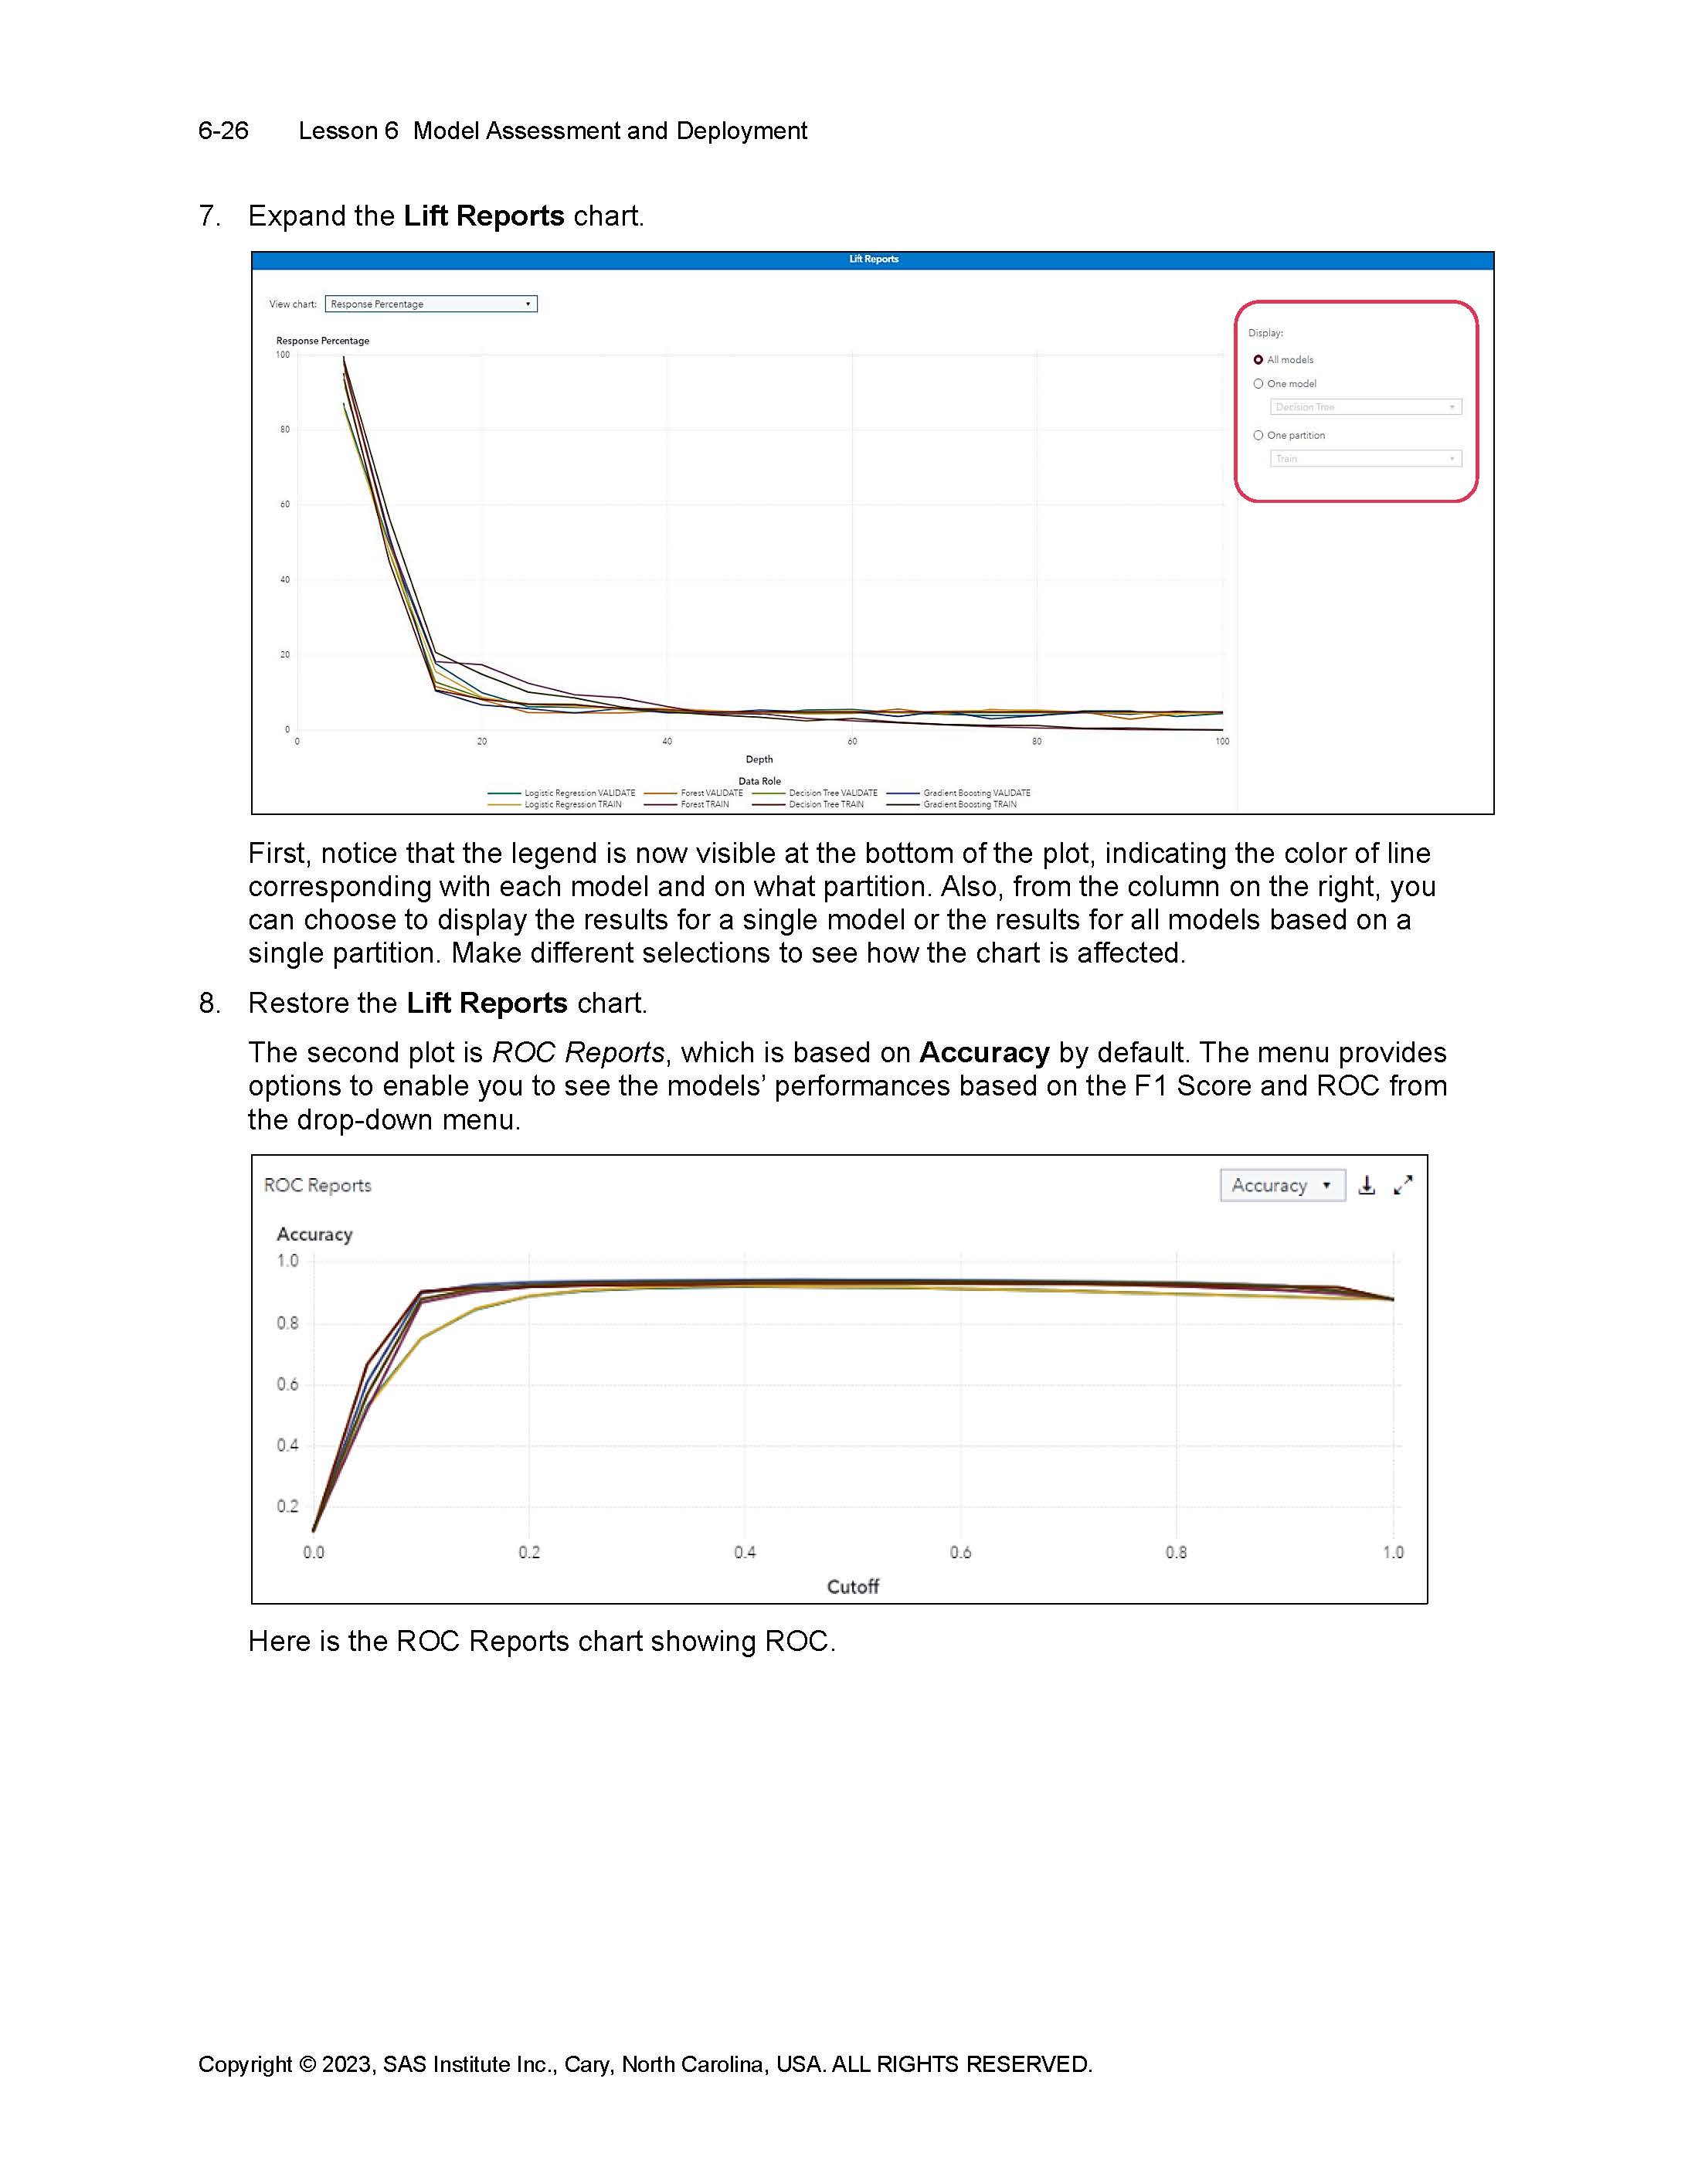 6-26 Lesson 6 Model Assessment and Deployment
7. Expand the Lift Reports chart.
Lift Reports
View chart: Response Percentage
Display:
All models
One model
Decision Tree
One partition
Train
Response Percentage
100
80
60
40
20
0
0 20 40 60 80 100
Depth
Data Role
Logistic Regression VALIDATE Forest VALIDATE Decision Tree VALIDATE Gradient Boosting VALIDATE
Logistic Regression TRAIN Forest TRAIN Decision Tree TRAIN Gradient Boosting TRAIN
First, notice that the legend is now visible at the bottom of the plot, indicating the color of line
corresponding with each model and on what partition. Also, from the column on the right, you
can choose to display the results for a single model or the results for all models based on a
single partition. Make different selections to see how the chart is affected.
8. Restore the Lift Reports chart.
The second plot is ROC Reports, which is based on Accuracy by default. The menu provides
options to enable you to see the models’ performances based on the F1 Score and ROC from
the drop-down menu.
ROC Reports Accuracy
Accuracy
1.0
0.8
0.6
0.4
0.2
0.0 0.2 0.4 0.6 0.8 1.0
Cutoff
Here is the ROC Reports chart showing ROC.
Copyright © 2023, SAS Institute Inc., Cary, North Carolina, USA. ALL RIGHTS RESERVED.